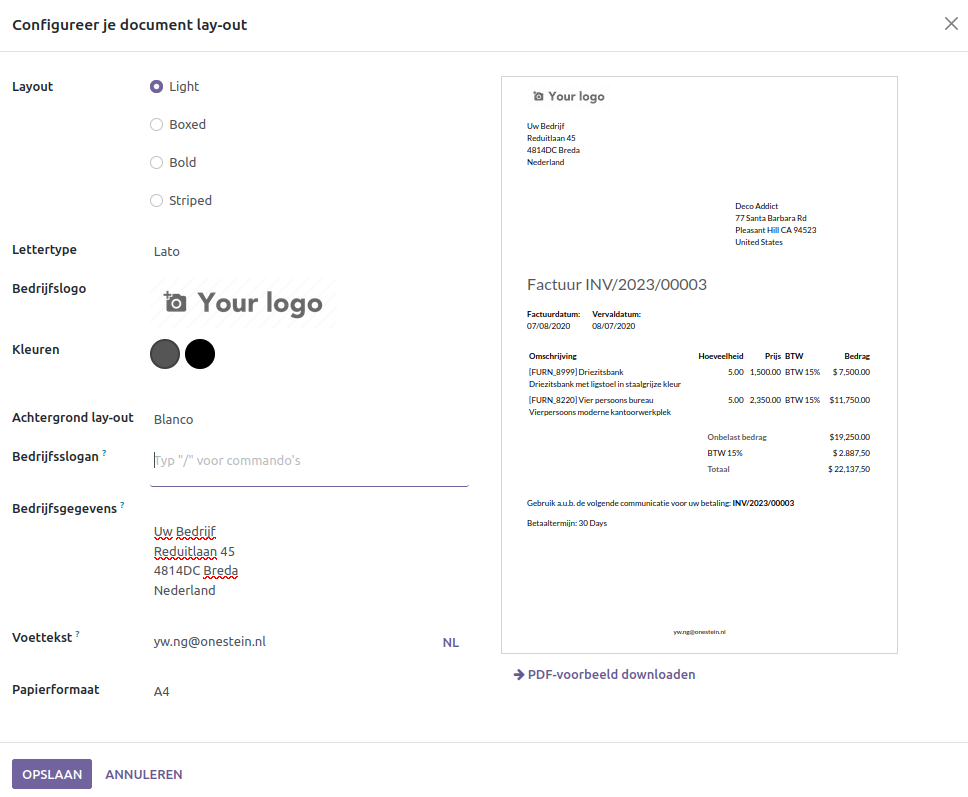 Configureer je document lay-out
Layout
Light
Boxed
Bold
Striped
Lettertype
Lato
Bedrijfslogo
Your logo
Kleuren
Achtergrond lay-out
Blanco
Bedrijfsslogan ?
Typ "/" voor commando's
Bedrijfsgegevens ?
Uw Bedrijf
Reduitlaan 45
4814DC Breda
Nederland
Voettekst ?
yw.ng@onestein.nl NL
Papierformaat
A4
Your logo
Uw Bedrijf
Reduitlaan 45
4814DC Breda
Nederland
Deco Addict
77 Santa Barbara Rd
Pleasant Hill CA 94523
United States
Factuur INV/2023/00003
Factuurdatum: Vervaldatum:
07/08/2020 08/07/2020
Omschrijving Hoeveelheid Prijs BTW Bedrag
[FURN_8999] Driezitsbank 5.00 1,500.00 BTW 15% $ 7,500.00
Driezitsbank met ligstoel in staalgrijze kleur
[FURN_8220] Vier persoons bureau 5.00 2,350.00 BTW 15% $11,750.00
Vierpersoons moderne kantoorwerkplek
Onbelast bedrag $19,250.00
BTW 15% $ 2.887,50
Totaal $ 22,137,50
Gebruik a.u.b. de volgende communicatie voor uw betaling: INV/2023/00003
Betaaltermijn: 30 Days
yw.ng@onestein.nl
PDF-voorbeeld downloaden
OPSLAAN ANNULEREN